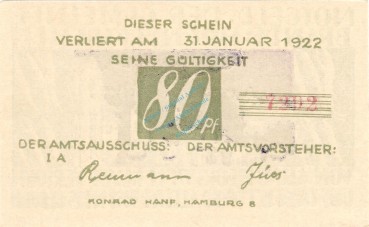 DIESER SCHEIN
VERLIERT AM 31. JANUAR 1922
SEINE GÜLTIGKEIT
80 PF.
7202
DER AMTSAUSSCHUSS: DER AMTSVORSTEHER:
I A
KONRAD HANF, HAMBURG 8